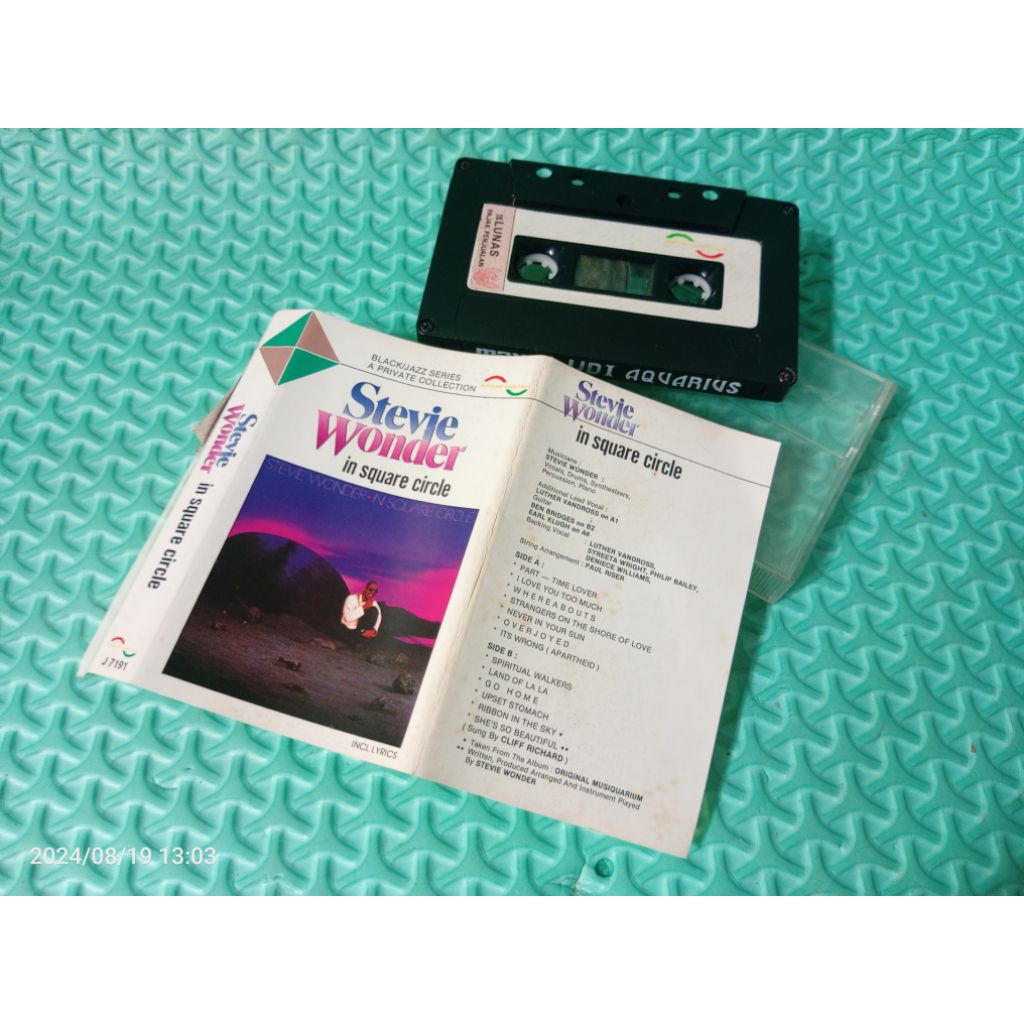 LUNAS
PAJAK PENJUALAN
AQUARIUS
BLACK/JAZZ SERIES
A PRIVATE COLLECTION
Stevie
Wonder
in square circle
STEVIE
WONDER
IN SQUARE CIRCLE
INCL.LYRICS
Stevie
Wonder
in square circle
J 7191
Stevie
Wonder
in square circle
Musicians :
STEVIE WONDER :
Vocals, Drums, Synthesizers,
Percussion, Piano
Additional Lead Vocal :
LUTHER VANDROSS on A1
Guitar :
BEN BRIDGES on B2
EARL KLUGH on A6
Backing Vocal : LUTHER VANDROSS,
SYREETA WRIGHT, PHILIP BAILEY,
DENIECE WILLIAMS,
String Arrangement : PAUL RISER
SIDE A :
• PART — TIME LOVER
• I LOVE YOU TOO MUCH
• W H E R E A B O U T S
• STRANGERS ON THE SHORE OF LOVE
• NEVER IN YOUR SUN
• O V E R J O Y E D
• ITS WRONG ( APARTHEID )
SIDE B :
• SPIRITUAL WALKERS
• LAND OF LA LA
• G O H O M E
• UPSET STOMACH
• RIBBON IN THE SKY •
• SHE'S SO BEAUTIFUL ••
( Sung By CLIFF RICHARD )
• Taken From The Album : ORIGINAL MUSIQUARIUM
•• Written, Produced Arranged And Instrument Played
By STEVIE WONDER
2024/08/19 13:03